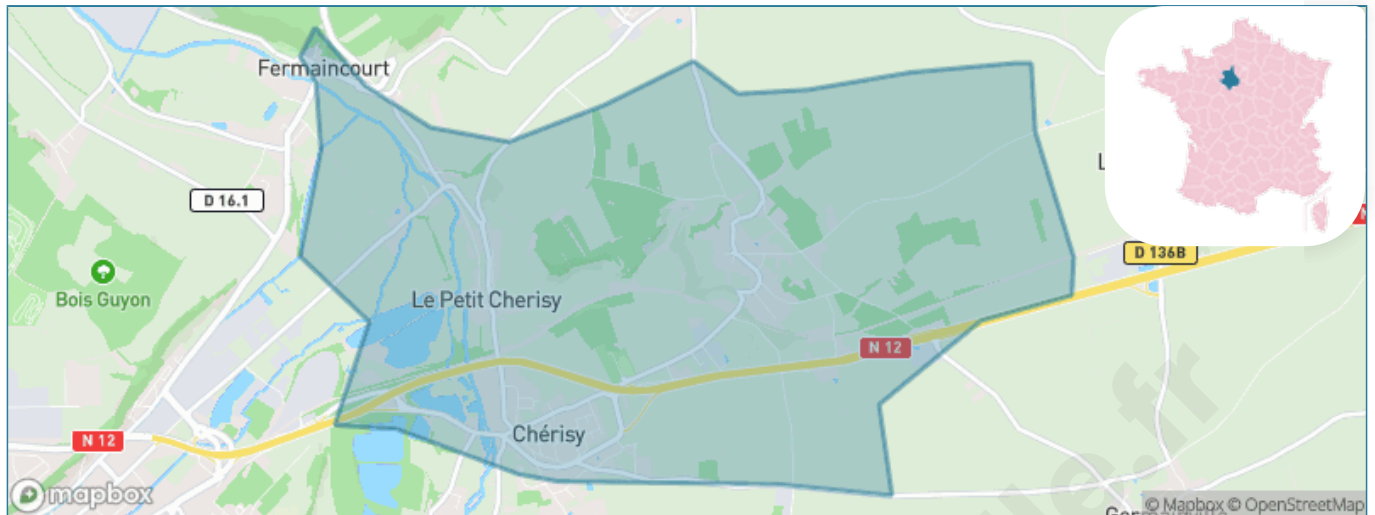 Fermaincourt
D 16.1
L
N
D 136B
Bois Guyon
Le Petit Cherisy
N 12
Chérisy
N 12
mapbox
© Mapbox © OpenStreetMap